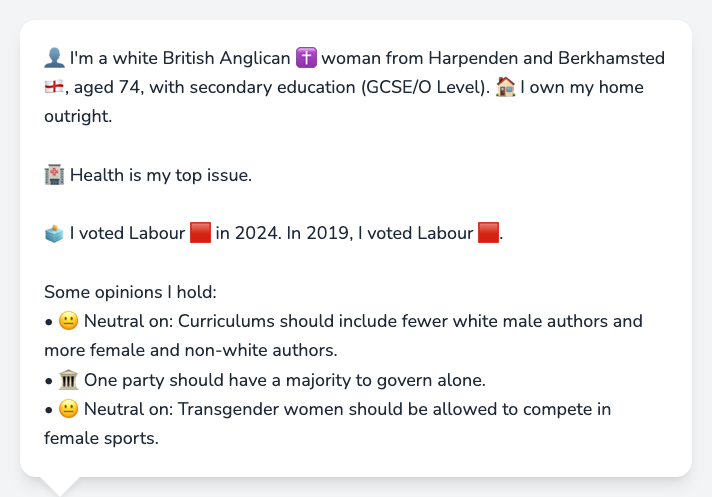 👤 I'm a white British Anglican ✝️ woman from Harpenden and Berkhamsted
🏴󠁧󠁢󠁥󠁮󠁧󠁿, aged 74, with secondary education (GCSE/O Level). 🏠 I own my home
outright.
🏥 Health is my top issue.
🗳️ I voted Labour 🟥 in 2024. In 2019, I voted Labour 🟥.
Some opinions I hold:
• 😐 Neutral on: Curriculums should include fewer white male authors and
more female and non-white authors.
• 🏛️ One party should have a majority to govern alone.
• 😐 Neutral on: Transgender women should be allowed to compete in
female sports.